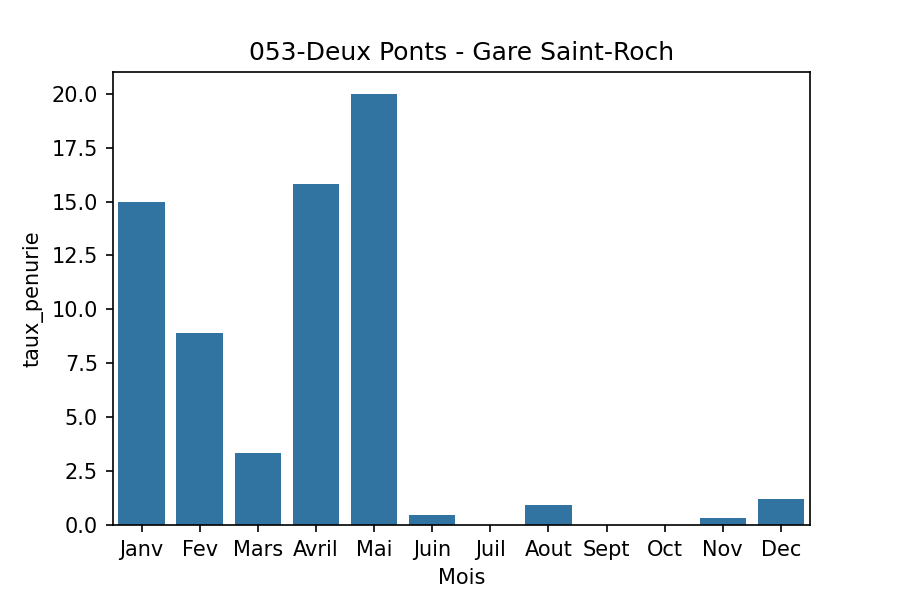 053-Deux Ponts - Gare Saint-Roch
taux_penurie
20.0
17.5
15.0
12.5
10.0
7.5
5.0
2.5
0.0
Janv Fev Mars Avril Mai Juin Juil Aout Sept Oct Nov Dec
Mois